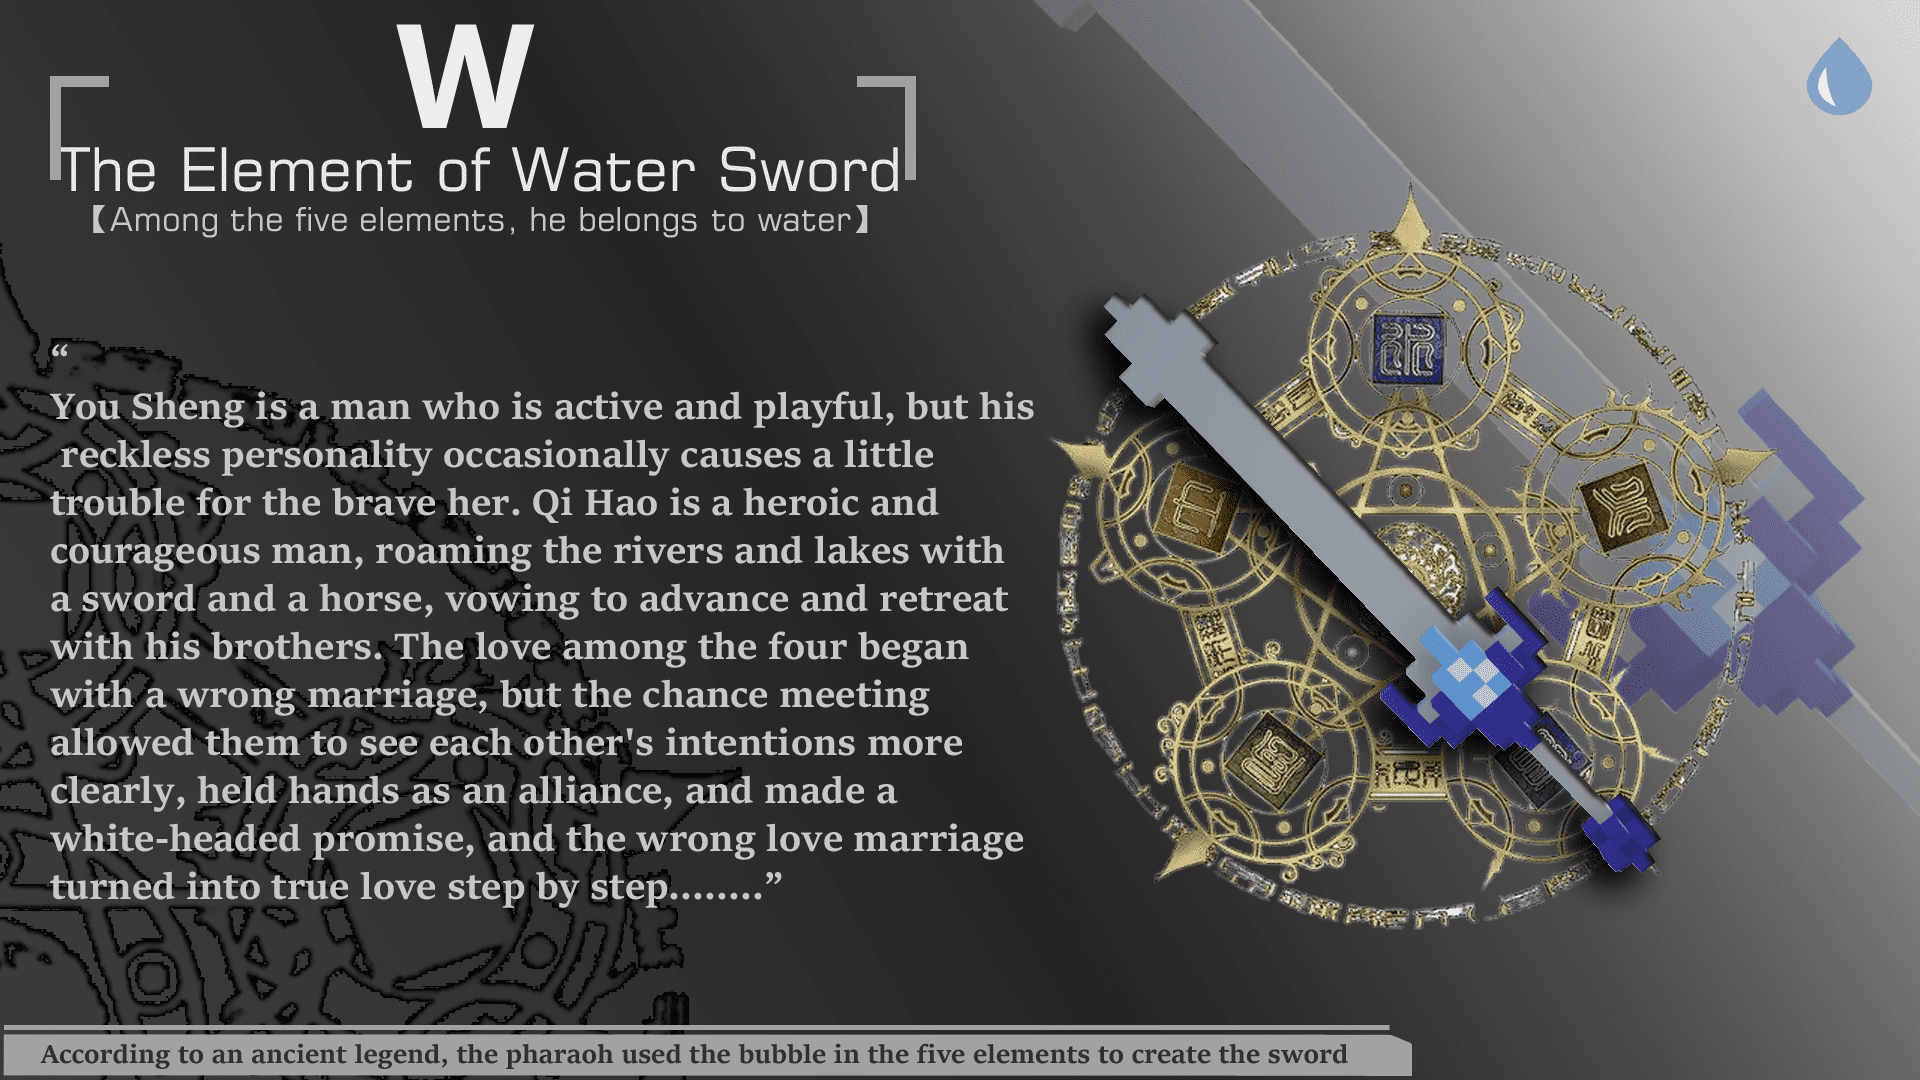 W
The Element of Water Sword
【Among the five elements, he belongs to water】
“
You Sheng is a man who is active and playful, but his
reckless personality occasionally causes a little
trouble for the brave her. Qi Hao is a heroic and
courageous man, roaming the rivers and lakes with
a sword and a horse, vowing to advance and retreat
with his brothers. The love among the four began
with a wrong marriage, but the chance meeting
allowed them to see each other's intentions more
clearly, held hands as an alliance, and made a
white-headed promise, and the wrong love marriage
turned into true love step by step........”
According to an ancient legend, the pharaoh used the bubble in the five elements to create the sword